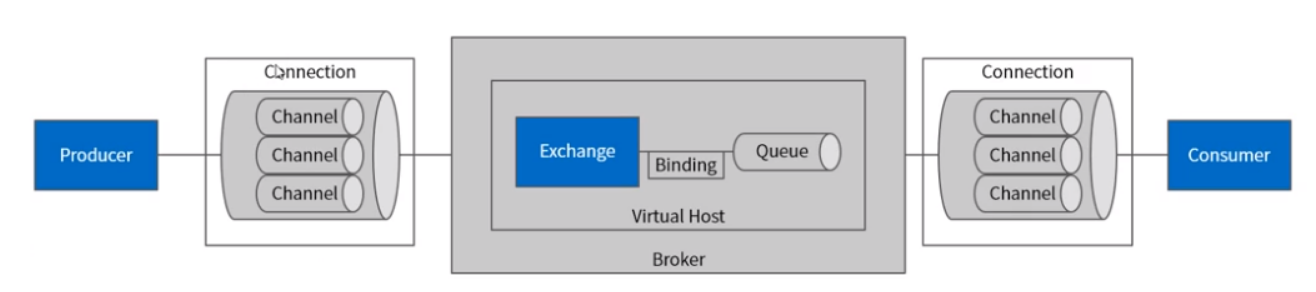 Connection
Connection
Channel
Channel
Channel
Producer
Exchange
Binding
Queue
Virtual Host
Broker
Channel
Channel
Channel
Consumer